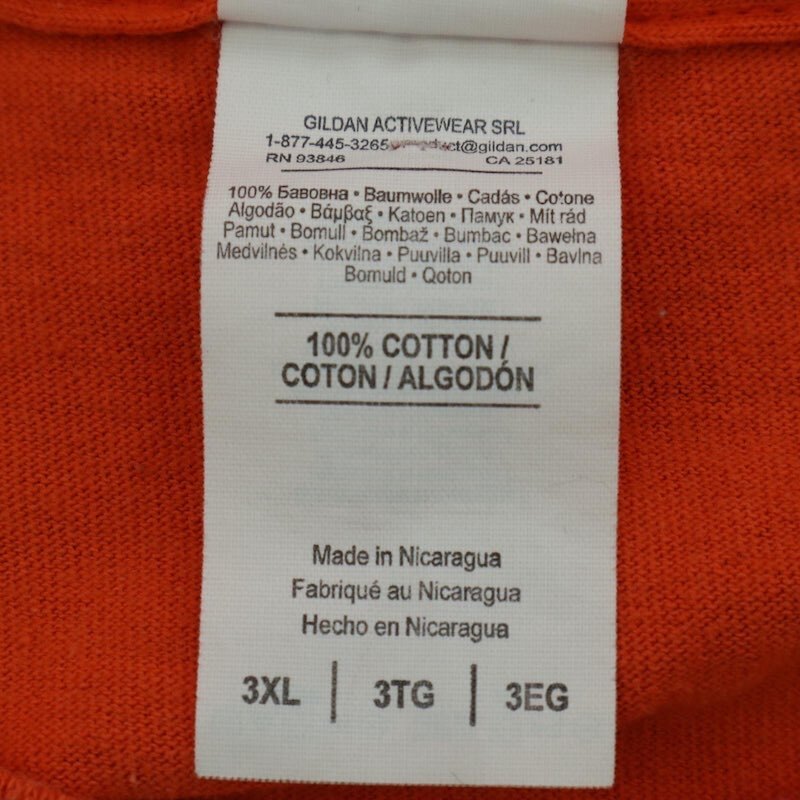 GILDAN ACTIVEWEAR SRL
1-877-445-3265 @gildan.com
RN 93846 CA 25181
100% Бавовна • Baumwolle • Cadás • Cotone
Algodão • Βάμβαξ • Katoen • Памук • Mít rád
Pamut • Bomull • Bombaž • Bumbac • Bawełna
Medvilnės • Kokvilna • Puuvilla • Puuvill • Bavlna
Bomuld • Qoton
100% COTTON /
COTON / ALGODÓN
Made in Nicaragua
Fabriqué au Nicaragua
Hecho en Nicaragua
3XL | 3TG | 3EG